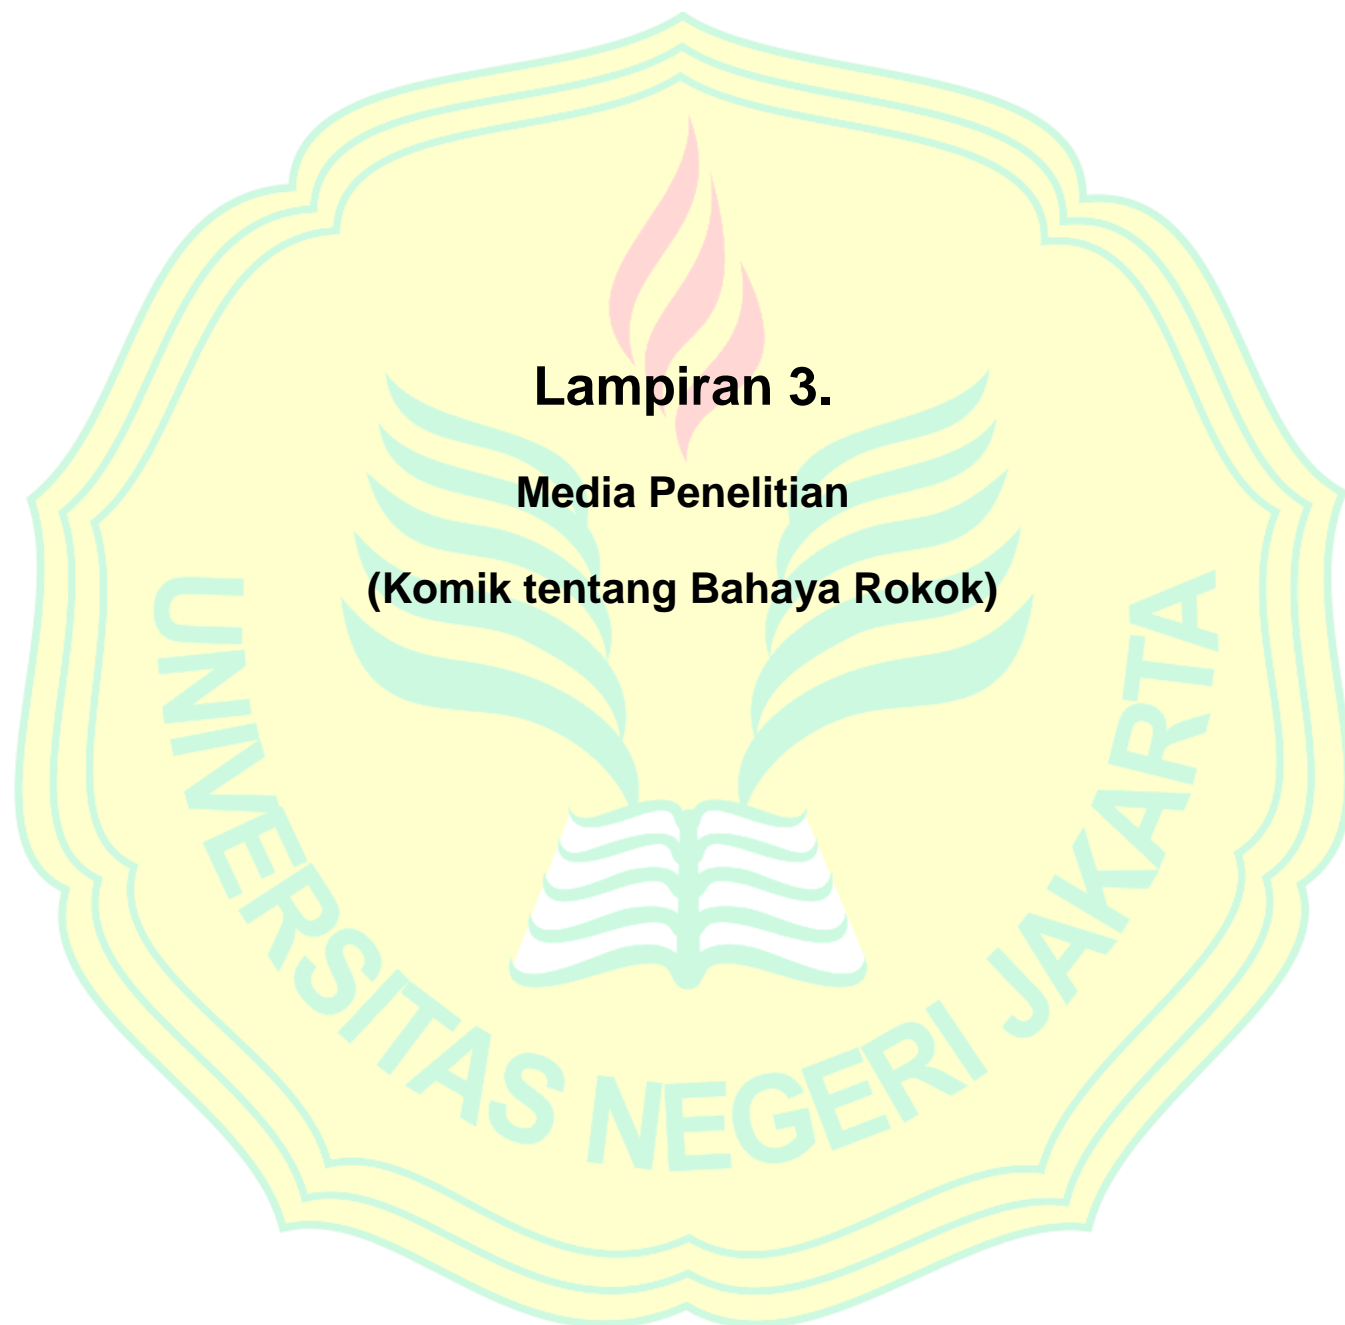 Lampiran 3.
Media Penelitian
(Komik tentang Bahaya Rokok)
UNIVERSITAS NEGERI JAKARTA